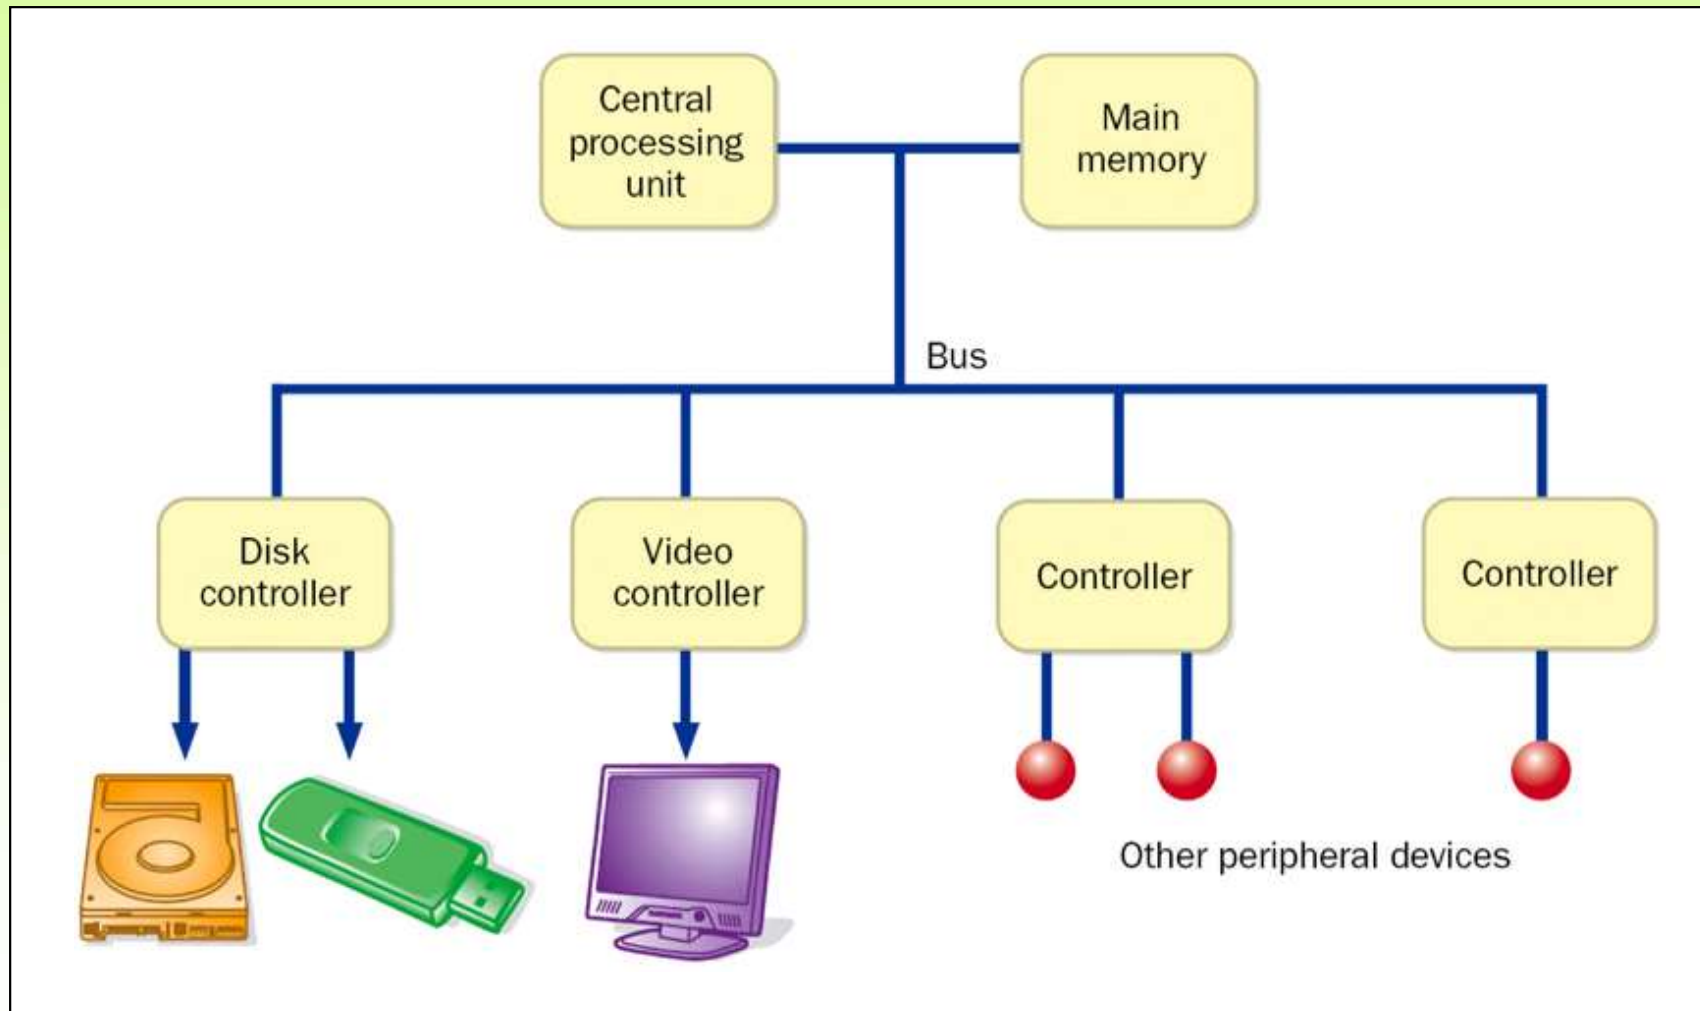 Central
processing
unit
Main
memory
Bus
Disk
controller
Video
controller
Controller
Controller
Other peripheral devices